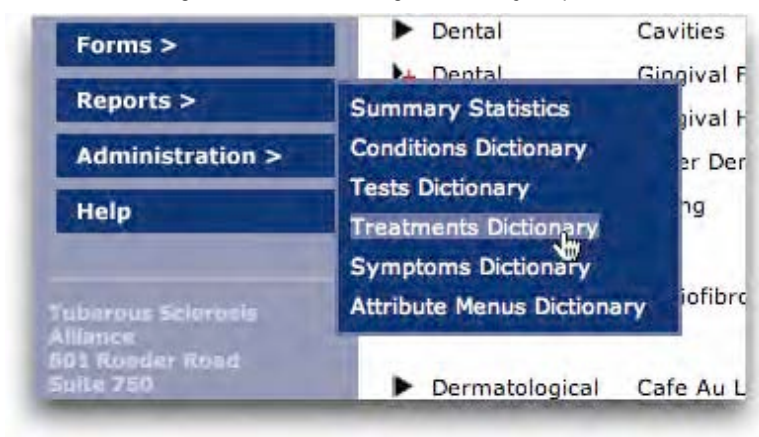 Forms >
Reports >
Administration >
Help
Tuberous Sclerosis
Alliance
801 Roeder Road
Suite 750
Summary Statistics
Conditions Dictionary
Tests Dictionary
Treatments Dictionary
Symptoms Dictionary
Attribute Menus Dictionary
Dental Cavities
Dental Gingival
Dermatological Cafe Au L